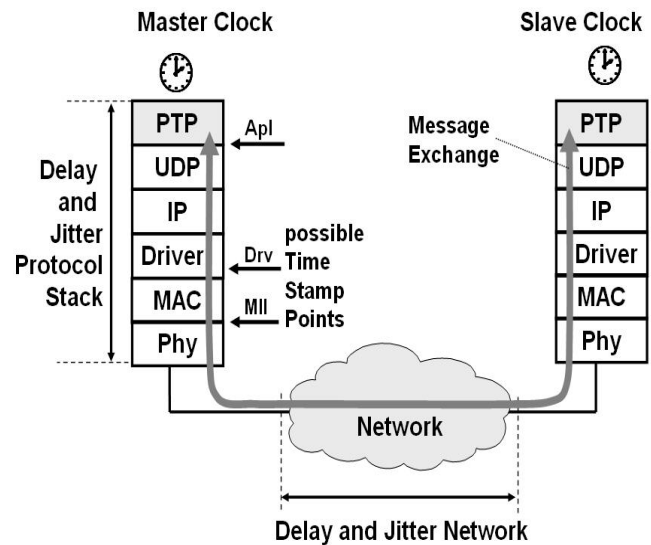 Master Clock
Slave Clock
PTP
UDP
IP
Driver
MAC
Phy
Delay
and
Jitter
Protocol
Stack
Apl
Drv
MII
possible
Time
Stamp
Points
Message
Exchange
PTP
UDP
IP
Driver
MAC
Phy
Network
Delay and Jitter Network